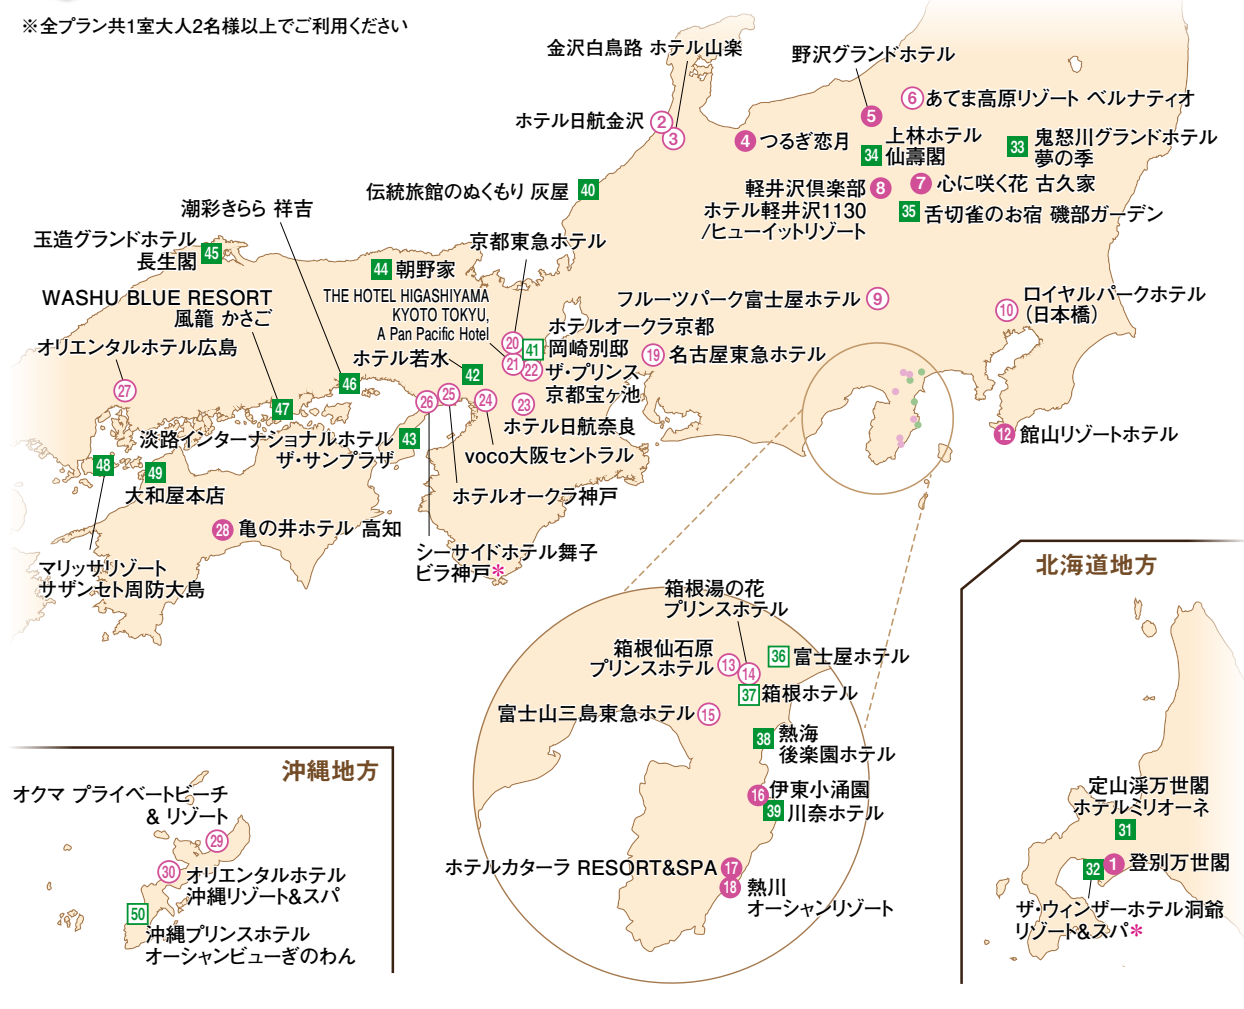 ※全プラン共1室大人2名様以上でご利用ください
金沢白鳥路 ホテル山楽
野沢グランドホテル
6 あてま高原リゾート ベルナティオ
5
ホテル日航金沢 2
3
4 つるぎ恋月
34 上林ホテル
仙壽閣
33 鬼怒川グランドホテル
夢の季
伝統旅館のぬくもり 灰屋 40
軽井沢倶楽部 8
ホテル軽井沢1130
/ヒューイットリゾート
7 心に咲く花 古久家
35 舌切雀のお宿 磯部ガーデン
潮彩きらら 祥吉
玉造グランドホテル
長生閣 45
京都東急ホテル
44 朝野家
WASHU BLUE RESORT
風籠 かさご
THE HOTEL HIGASHIYAMA
KYOTO TOKYU,
A Pan Pacific Hotel
フルーツパーク富士屋ホテル 9
10 ロイヤルパークホテル
(日本橋)
オリエンタルホテル広島
27
20
41 ホテルオークラ京都
岡崎別邸
21
22 ザ・プリンス
京都宝ヶ池
19 名古屋東急ホテル
ホテル若水 42
46
47
26
25
24
23
ホテル日航奈良
12 館山リゾートホテル
淡路インターナショナルホテル
ザ・サンプラザ 43
voco大阪セントラル
48
49
大和屋本店
ホテルオークラ神戸
28 亀の井ホテル 高知
シーサイドホテル舞子
ビラ神戸*
マリッサリゾート
サザンセト周防大島
北海道地方
箱根湯の花
プリンスホテル
箱根仙石原
プリンスホテル 13
14
36 富士屋ホテル
37 箱根ホテル
富士山三島東急ホテル 15
38 熱海
後楽園ホテル
16 伊東小涌園
39 川奈ホテル
ホテルカターラ RESORT&SPA 17
18 熱川
オーシャンリゾート
沖縄地方
オクマ プライベートビーチ
& リゾート
29
30 オリエンタルホテル
沖縄リゾート&スパ
50
沖縄プリンスホテル
オーシャンビューぎのわん
定山渓万世閣
ホテルミリオーネ
31
32
1 登別万世閣
ザ・ウィンザーホテル洞爺
リゾート&スパ*